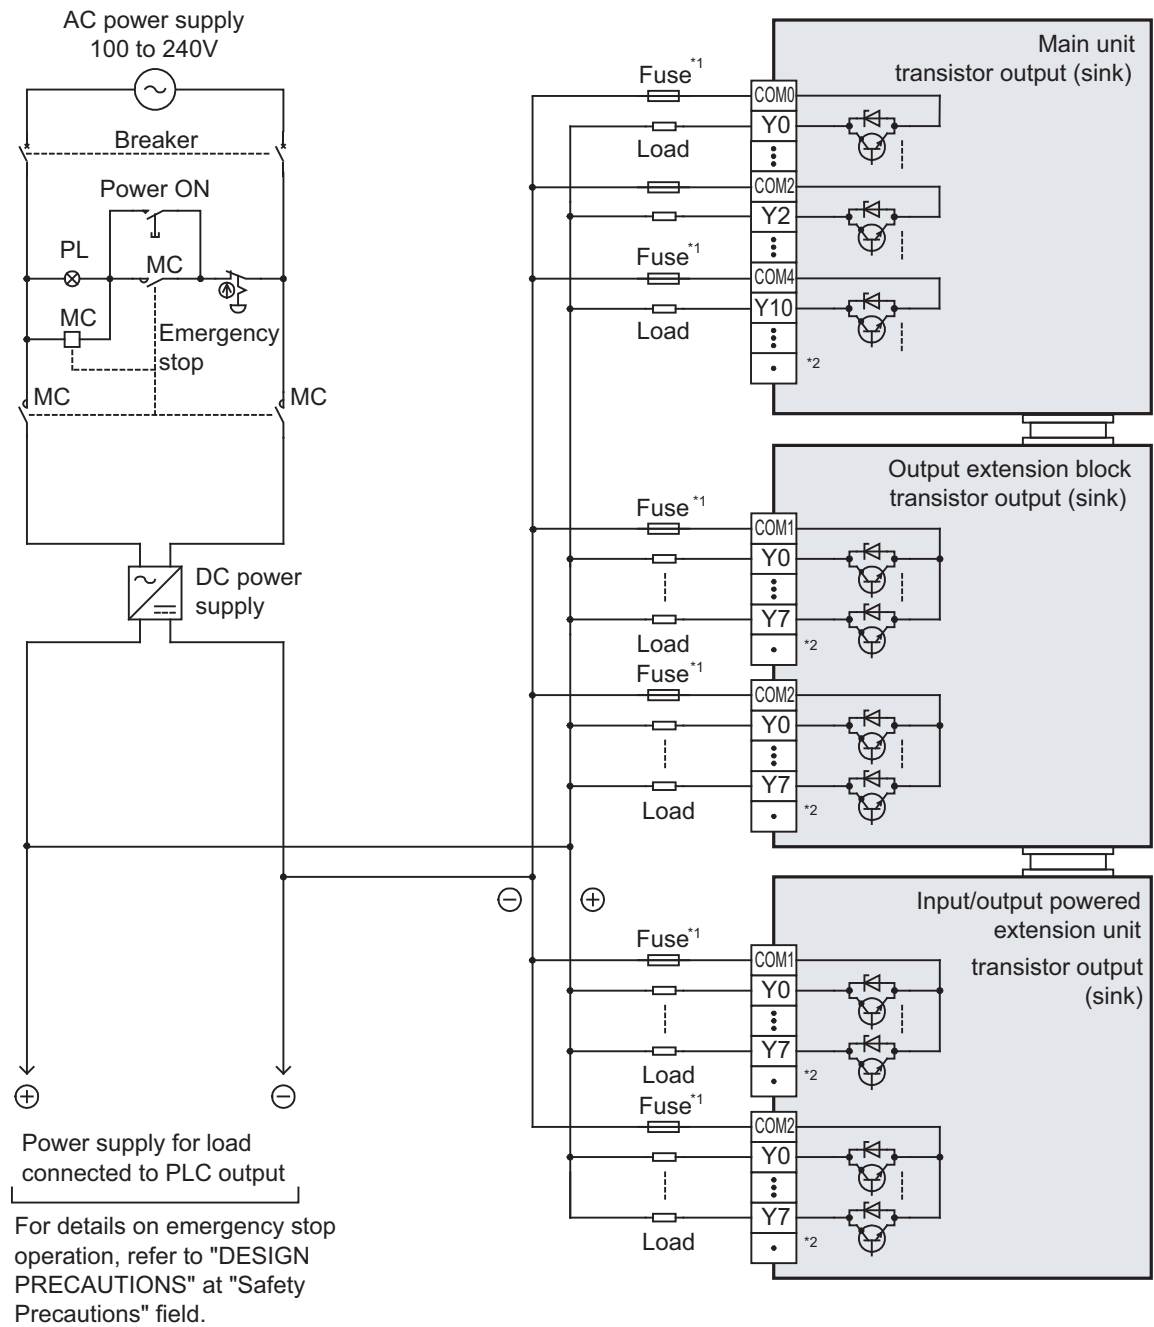 AC power supply
100 to 240V
Breaker
Power ON
PL
MC
MC
Emergency
stop
MC
MC
DC power
supply
Power supply for load
connected to PLC output
For details on emergency stop
operation, refer to "DESIGN
PRECAUTIONS" at "Safety
Precautions" field.
Main unit
transistor output (sink)
Fuse*1
COM0
Y0
Load
COM2
Y2
Fuse*1
COM4
Y10
Load
*2
Output extension block
transistor output (sink)
Fuse*1
COM1
Y0
Y7
Load
*2
Fuse*1
COM2
Y0
Y7
Load
*2
Input/output powered
extension unit
transistor output
(sink)
Fuse*1
COM1
Y0
Y7
Load
*2
Fuse*1
COM2
Y0
Y7
Load
*2